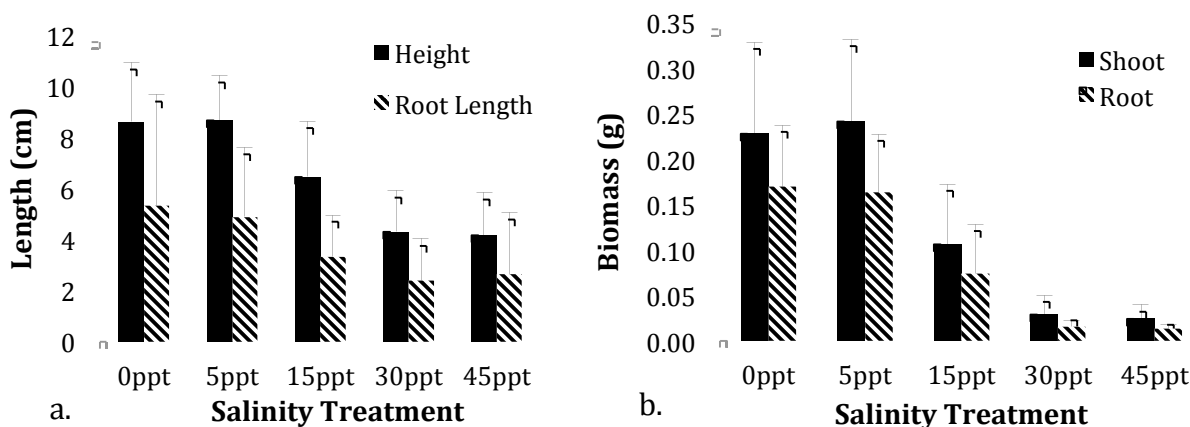 Length (cm)
12
10
8
6
4
2
0
Height
Root Length
0ppt 5ppt 15ppt 30ppt 45ppt
Salinity Treatment
a.
Biomass (g)
0.35
0.30
0.25
0.20
0.15
0.10
0.05
0.00
Shoot
Root
0ppt 5ppt 15ppt 30ppt 45ppt
Salinity Treatment
b.